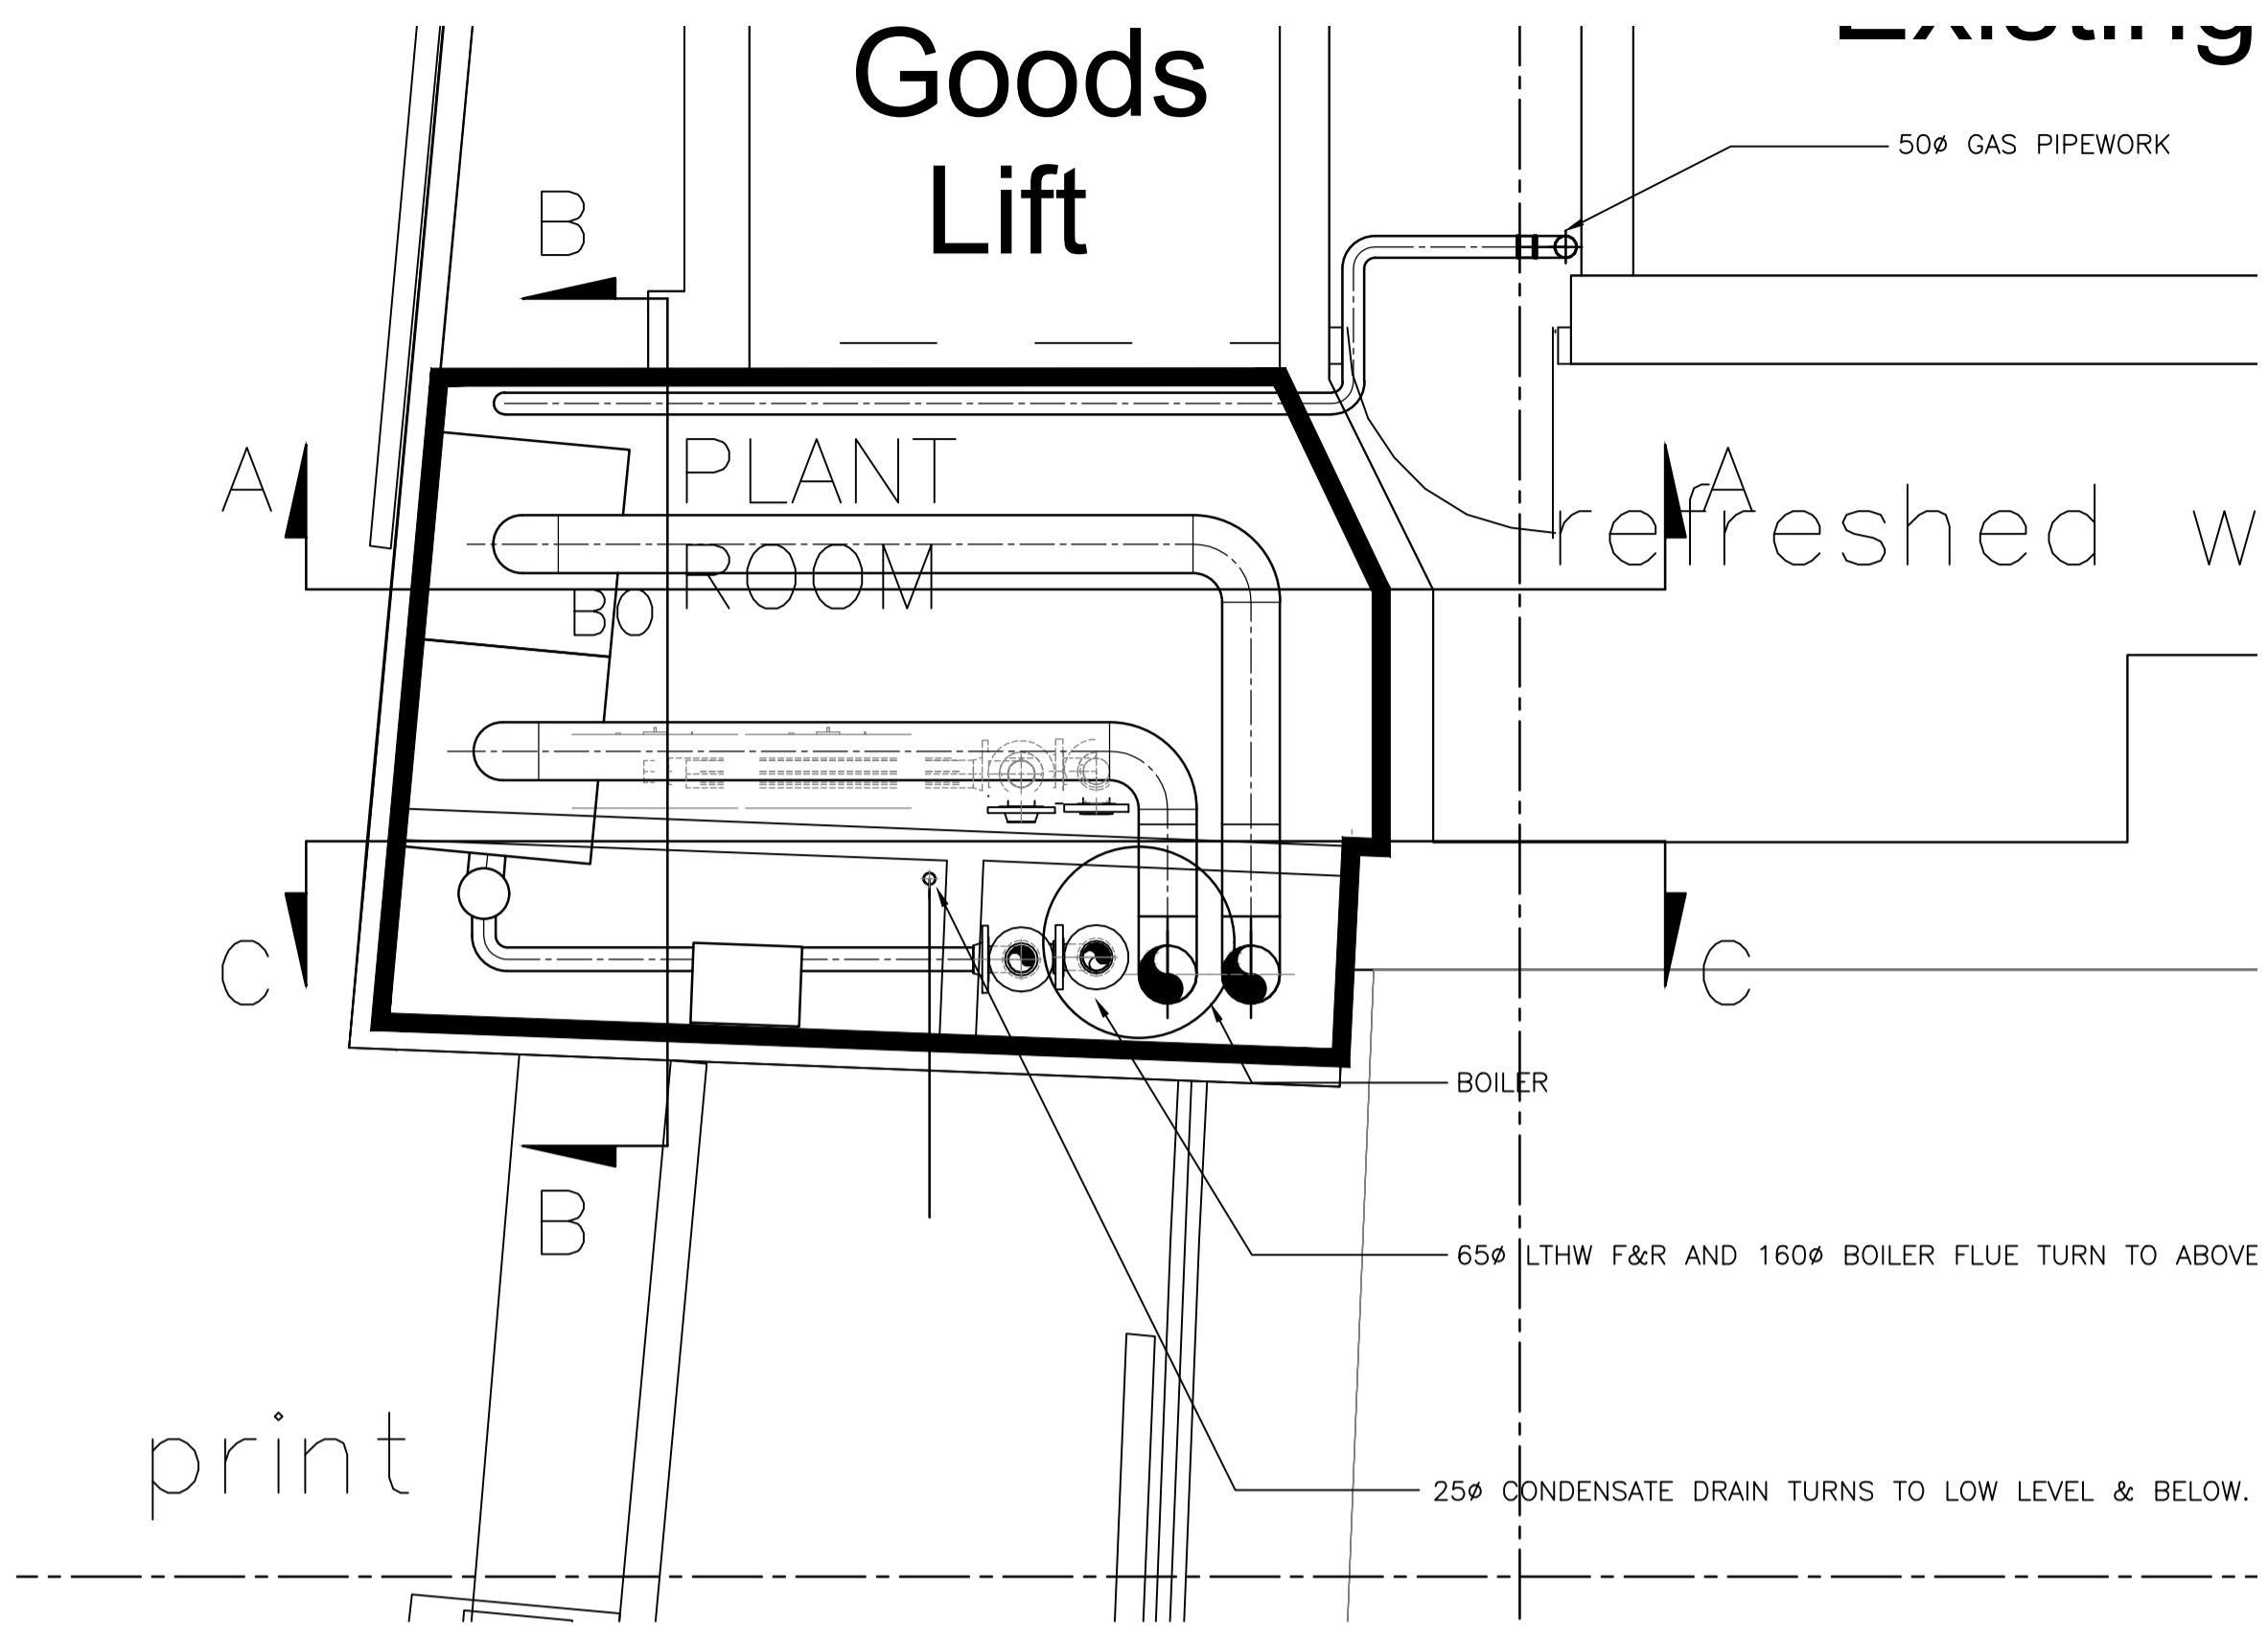 Goods
Lift
Existing
50ø GAS PIPEWORK
B
A
PLANT
ROOM
A
refreshed w
BO
C
C
BOILER
B
65ø LTHW F&R AND 160ø BOILER FLUE TURN TO ABOVE
25ø CONDENSATE DRAIN TURNS TO LOW LEVEL & BELOW.
print